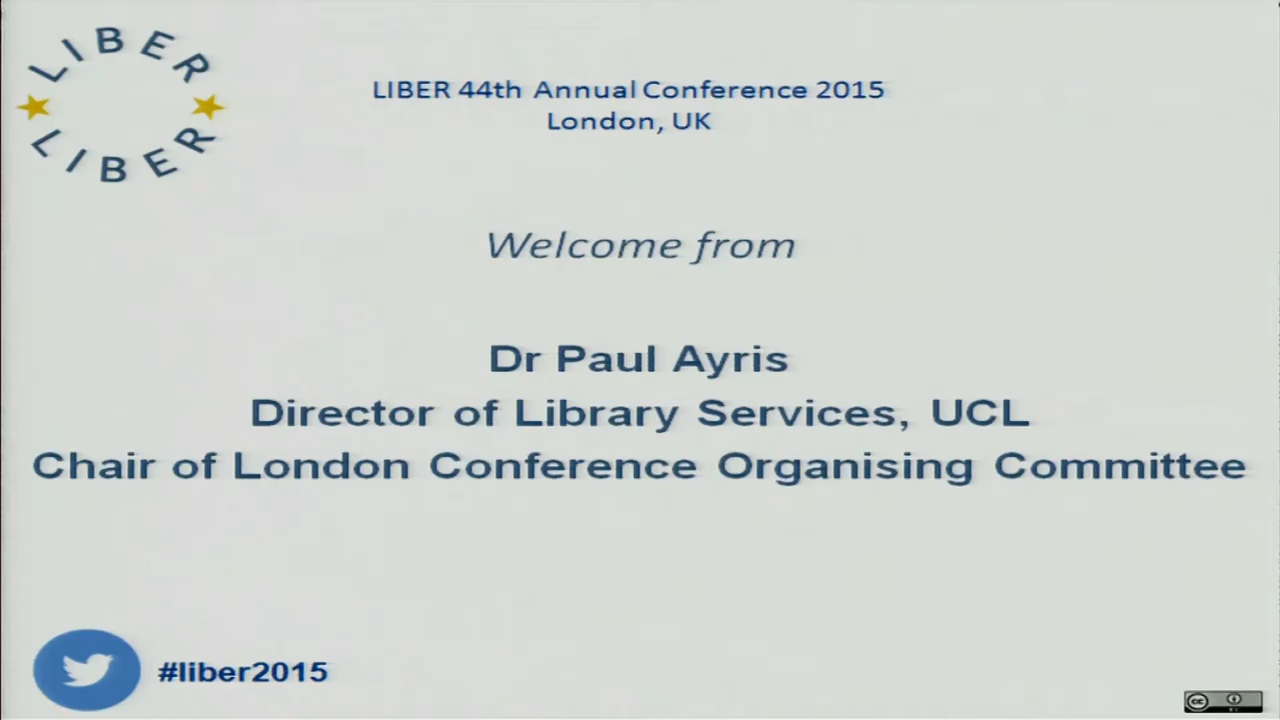 LIBER
LIBER
LIBER 44th Annual Conference 2015
London, UK
Welcome from
Dr Paul Ayris
Director of Library Services, UCL
Chair of London Conference Organising Committee
#liber2015
cc